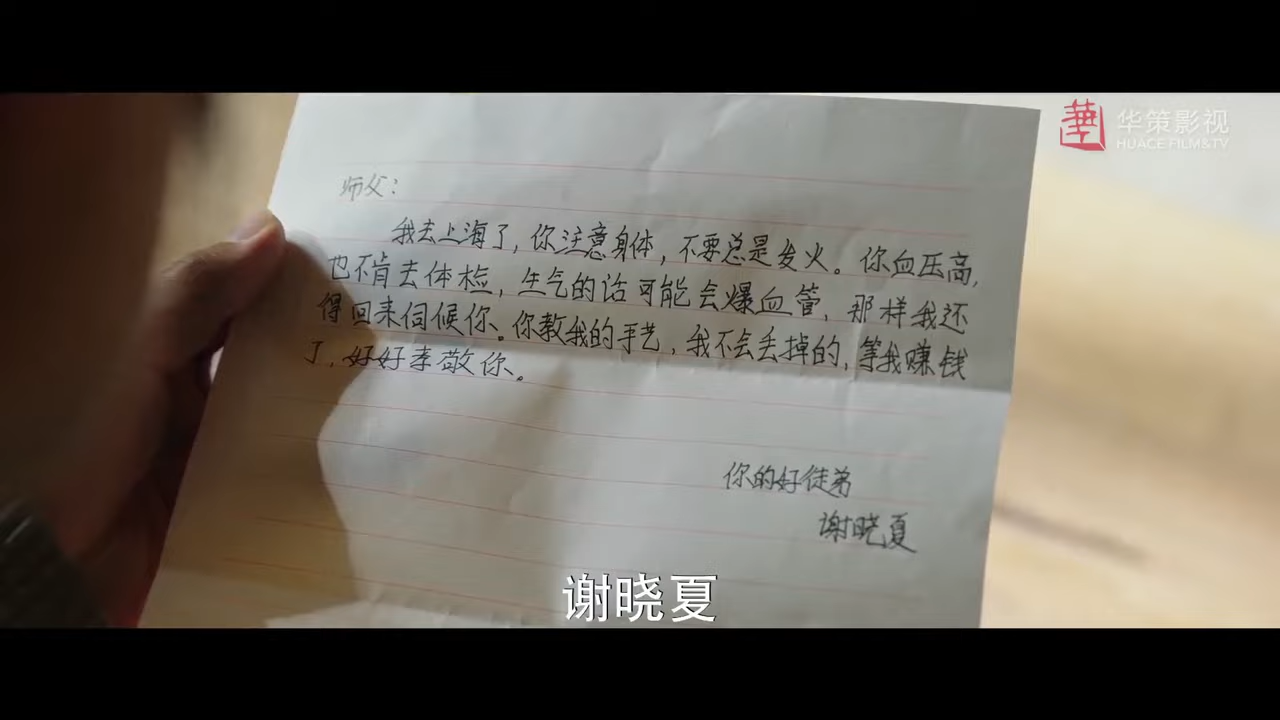 華
华策影视
HUACE FILM&TV
师父：
我去上海了，你注意身体，不要总是发火。你血压高，
也不肯去体检，生气的话可能会爆血管，那样我还
得回来伺候你。你教我的手艺，我不会丢掉的，等我赚钱
了，好好孝敬你。
你的好徒弟
谢晓夏
谢晓夏